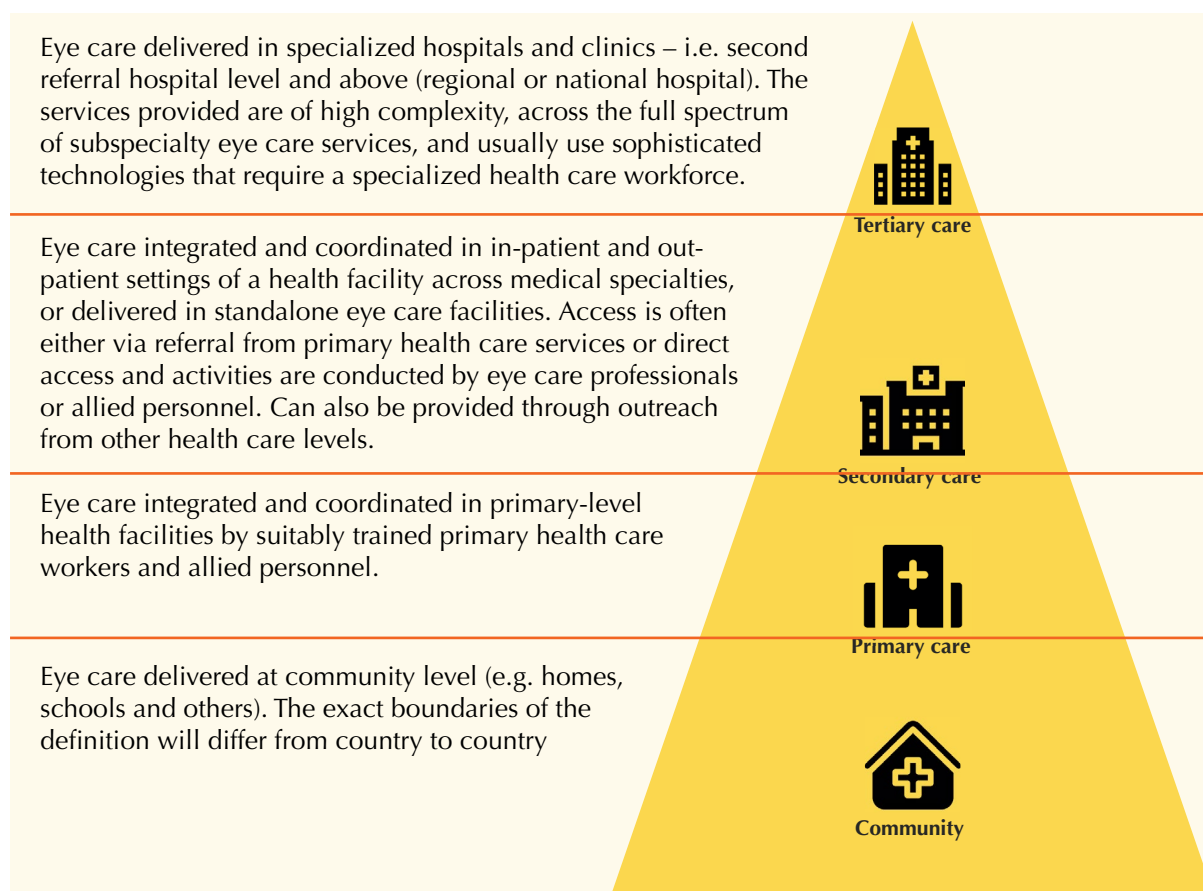 Eye care delivered in specialized hospitals and clinics – i.e. second
referral hospital level and above (regional or national hospital). The
services provided are of high complexity, across the full spectrum
of subspecialty eye care services, and usually use sophisticated
technologies that require a specialized health care workforce.
Tertiary care
Eye care integrated and coordinated in in-patient and out-
patient settings of a health facility across medical specialties,
or delivered in standalone eye care facilities. Access is often
either via referral from primary health care services or direct
access and activities are conducted by eye care professionals
or allied personnel. Can also be provided through outreach
from other health care levels.
Secondary care
Eye care integrated and coordinated in primary-level
health facilities by suitably trained primary health care
workers and allied personnel.
Primary care
Eye care delivered at community level (e.g. homes,
schools and others). The exact boundaries of the
definition will differ from country to country
Community